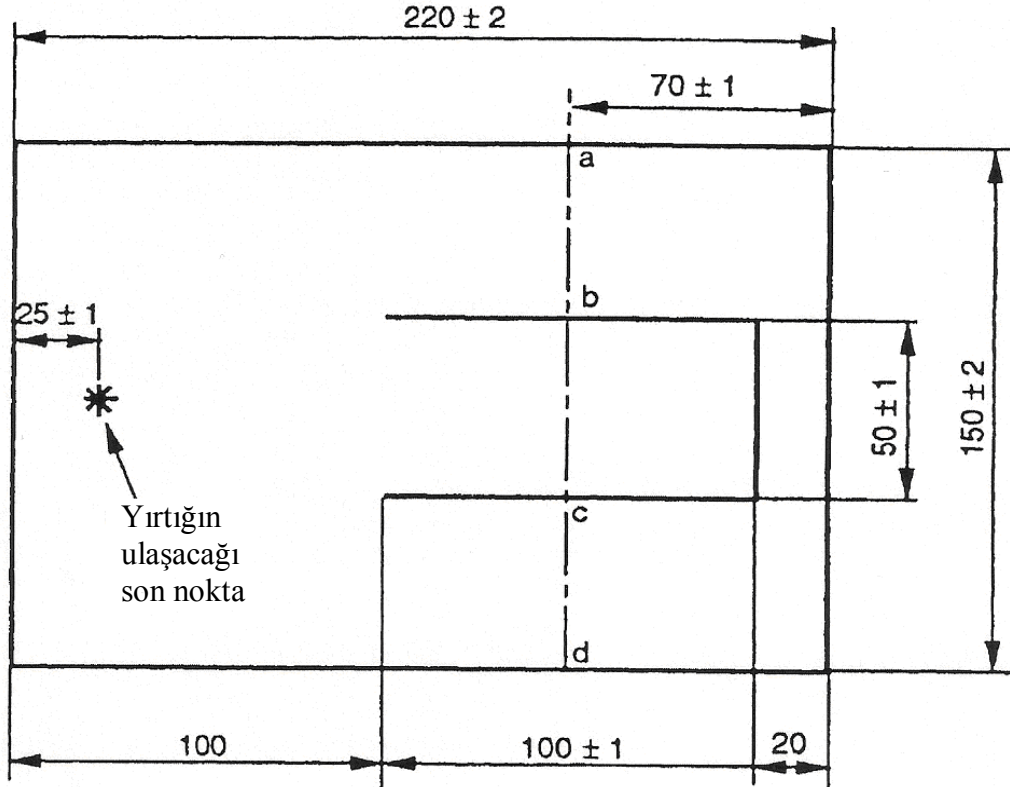 220 ± 2
70 ± 1
a
b
25 ± 1
50 ± 1
150 ± 2
Yırtığın
ulaşacağı
son nokta
c
d
100
100 ± 1
20